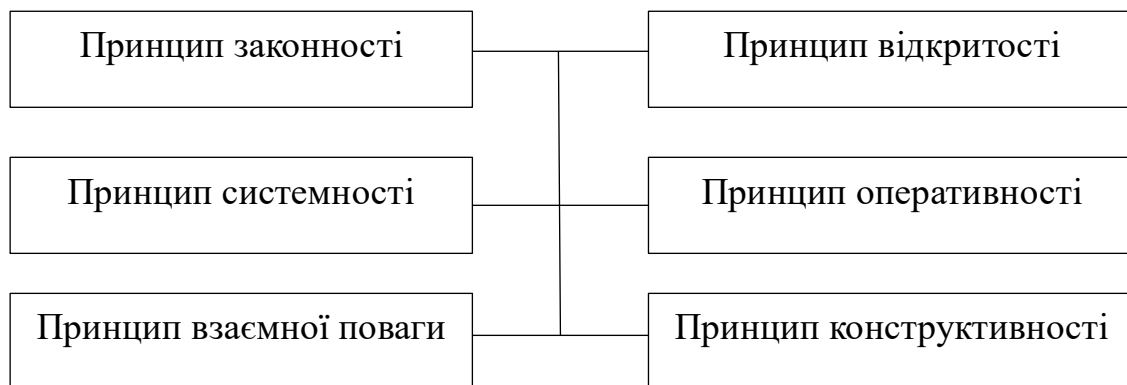 Принцип законності
Принцип відкритості
Принцип системності
Принцип оперативності
Принцип взаємної поваги
Принцип конструктивності